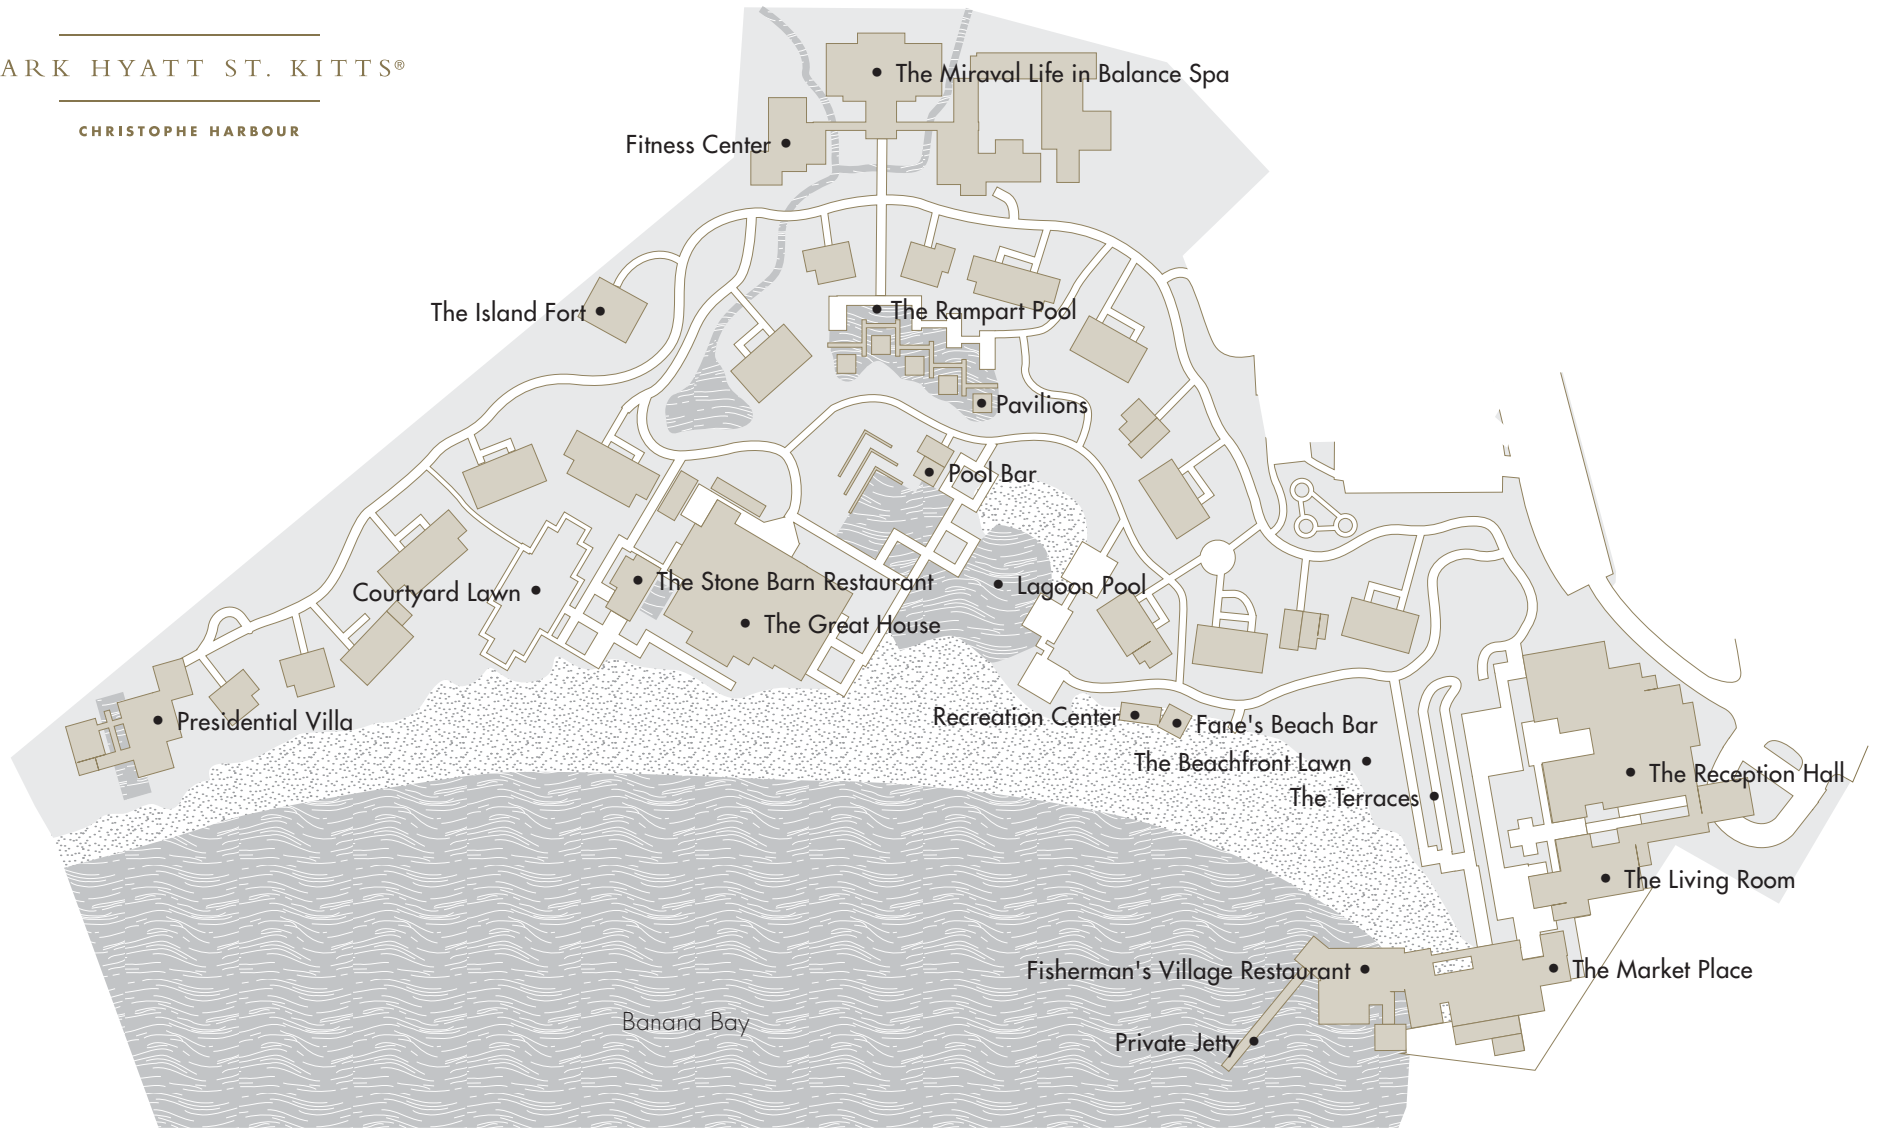 ARK HYATT ST. KITTS®
CHRISTOPHE HARBOUR
The Miraval Life in Balance Spa
Fitness Center
The Island Fort
The Rampart Pool
Pavilions
Pool Bar
The Stone Barn Restaurant
Courtyard Lawn
Lagoon Pool
The Great House
Presidential Villa
Recreation Center
Fane's Beach Bar
The Beachfront Lawn
The Terraces
The Reception Hall
The Living Room
Fisherman's Village Restaurant
The Market Place
Banana Bay
Private Jetty